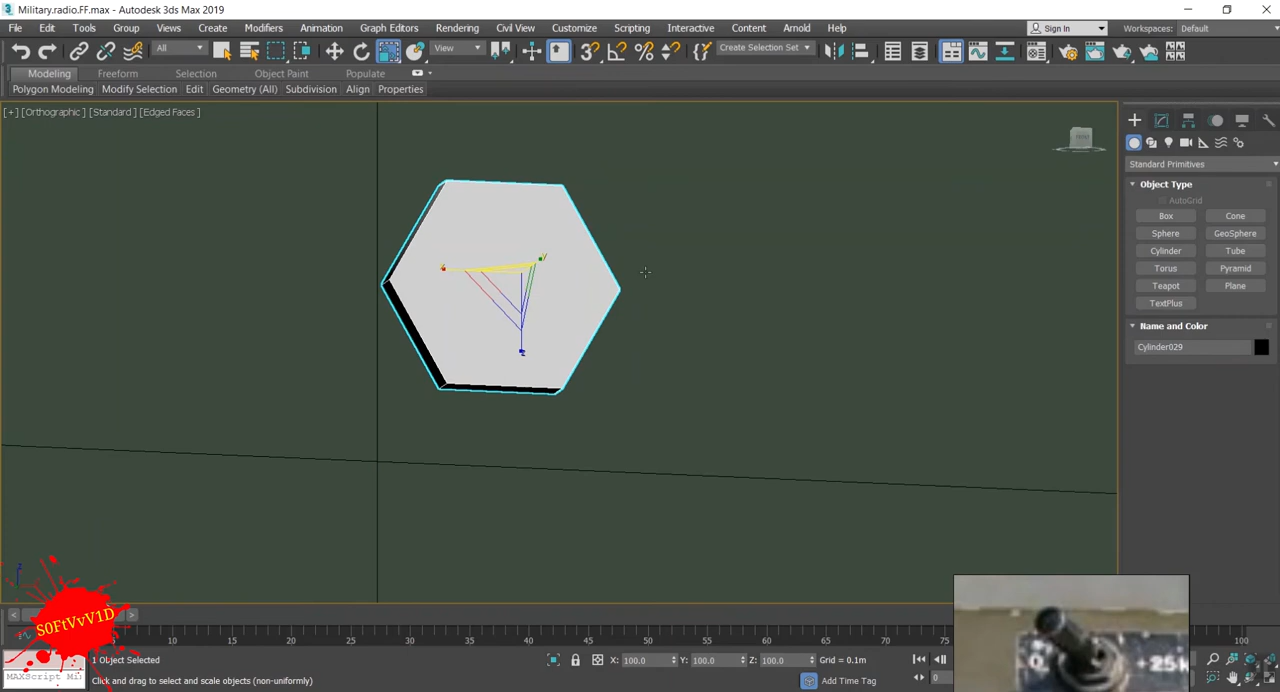 Military.radio.FF.max - Autodesk 3ds Max 2019
File Edit Tools Group Views Create Modifiers Animation Graph Editors Rendering Civil View Customize Scripting Interactive Content Arnold Help Sign In Workspaces: Default
All View Create Selection Set
Modeling Freeform Selection Object Paint Populate
Polygon Modeling Modify Selection Edit Geometry (All) Subdivision Align Properties
[+] [Orthographic] [Standard] [Edged Faces]
Standard Primitives
Object Type
AutoGrid
Box Cone
Sphere GeoSphere
Cylinder Tube
Torus Pyramid
Teapot Plane
TextPlus
Name and Color
Cylinder029
S0FtVvV1D
0 +25
10 15 20 25 30 35 40 45 50 55 60 65 70 75 100
1 Object Selected X: 100.0 Y: 100.0 Z: 100.0 Grid = 0.1m 0
MAXScript Mi Click and drag to select and scale objects (non-uniformly) Add Time Tag